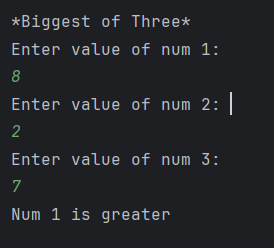 *Biggest of Three*
Enter value of num 1:
8
Enter value of num 2:
2
Enter value of num 3:
7
Num 1 is greater